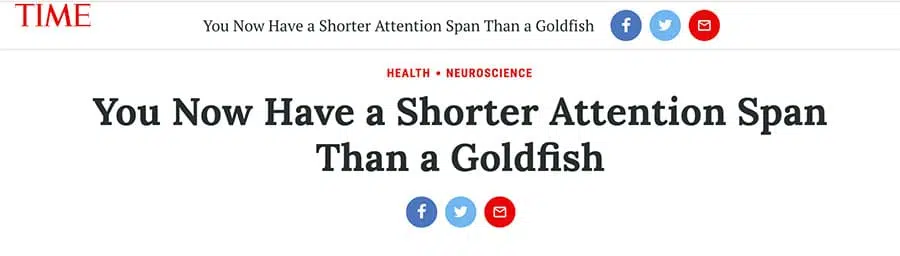 TIME
You Now Have a Shorter Attention Span Than a Goldfish
HEALTH • NEUROSCIENCE
You Now Have a Shorter Attention Span
Than a Goldfish